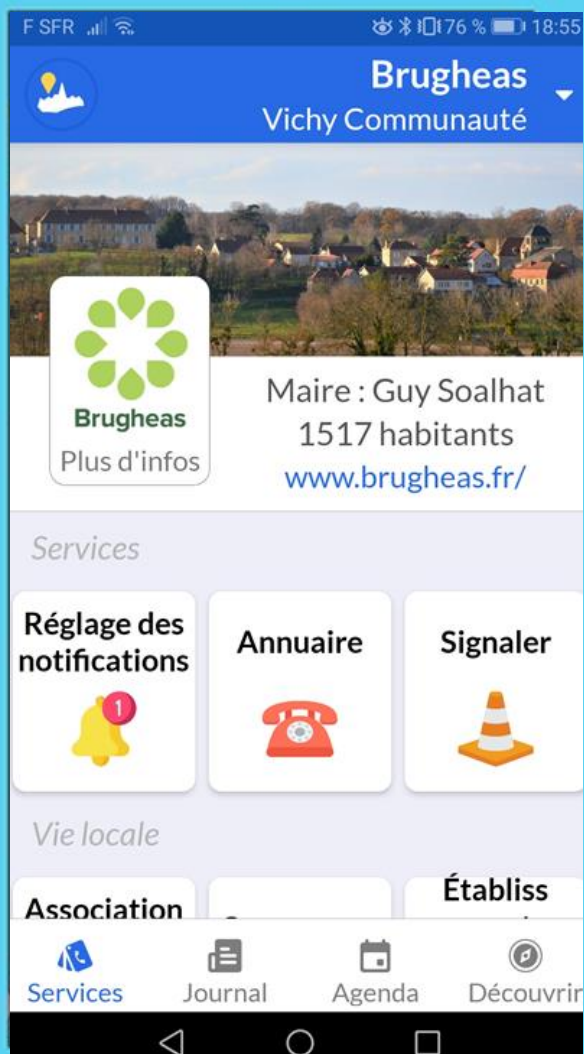 F SFR 76 % 18:55
Brugheas
Vichy Communauté
Brugheas
Plus d'infos
Maire : Guy Soalhat
1517 habitants
www.brugheas.fr/
Services
Réglage des
notifications
1
Annuaire
Signaler
Vie locale
Association
Établiss
Services
Journal
Agenda
Découvrir